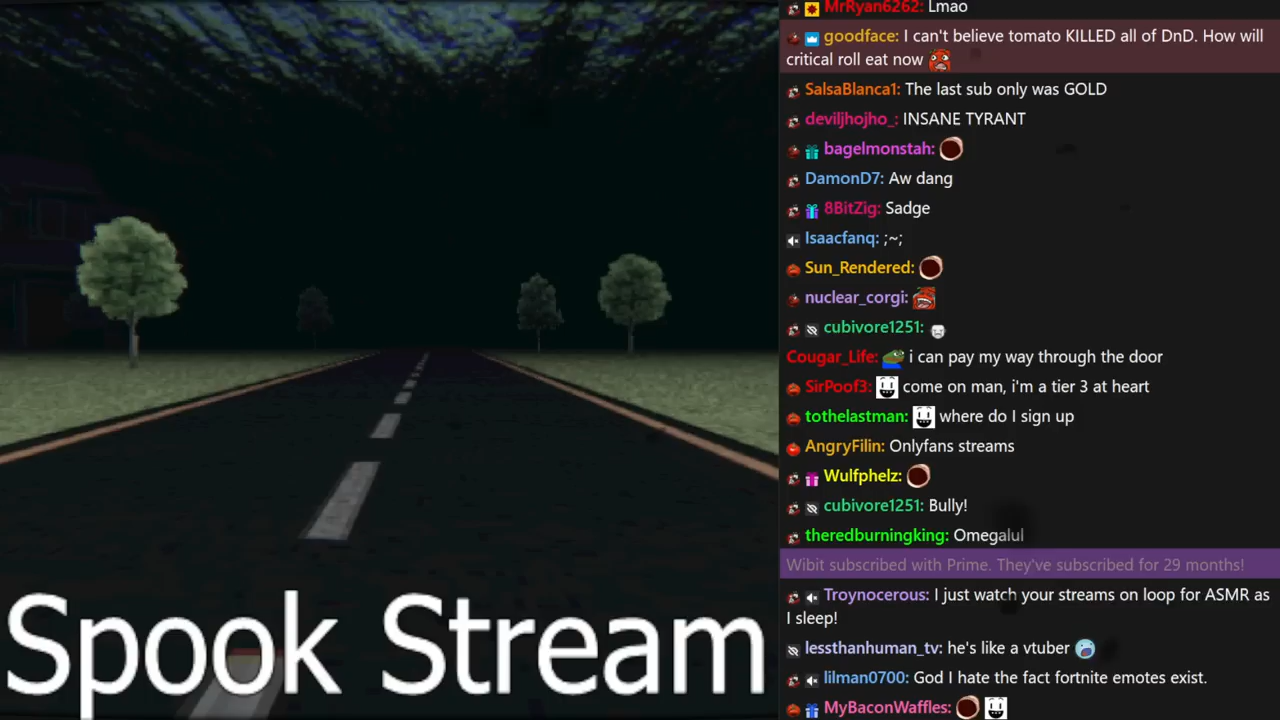 MrRyan6262: Lmao
goodface: I can't believe tomato KILLED all of DnD. How will
critical roll eat now
SalsaBlanca1: The last sub only was GOLD
deviljhojho_: INSANE TYRANT
bagelmonstah:
DamonD7: Aw dang
8BitZig: Sadge
Isaacfanq: ;~;
Sun_Rendered:
nuclear_corgi:
cubivore1251:
Cougar_Life: i can pay my way through the door
SirPoof3: come on man, i'm a tier 3 at heart
tothelastman: where do I sign up
AngryFilin: Onlyfans streams
Wulfphelz:
cubivore1251: Bully!
theredburningking: Omegalul
Wibit subscribed with Prime. They've subscribed for 29 months!
Troynocerous: I just watch your streams on loop for ASMR as
I sleep!
lessthanhuman_tv: he's like a vtuber
lilman0700: God I hate the fact fortnite emotes exist.
MyBaconWaffles:
Spook Stream